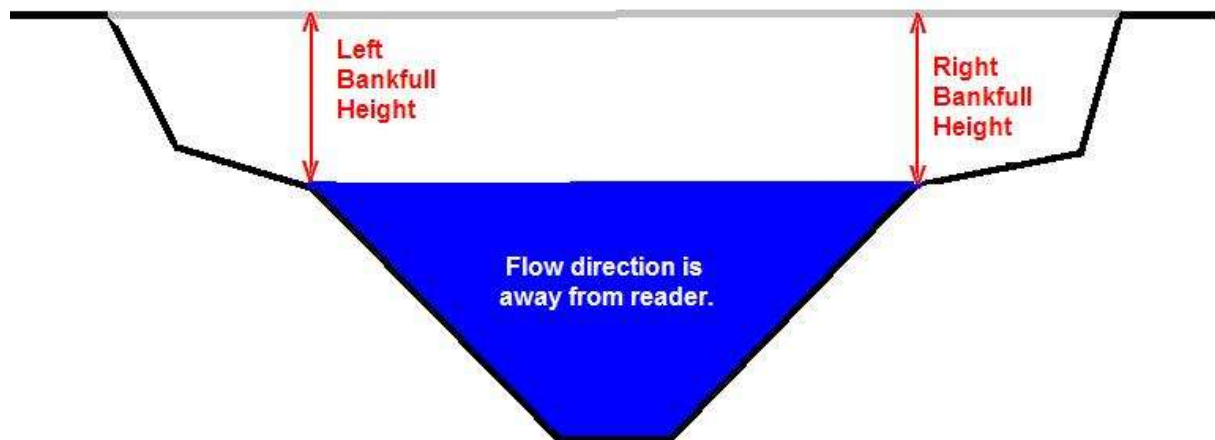 Left
Bankfull
Height
Right
Bankfull
Height
Flow direction is
away from reader.